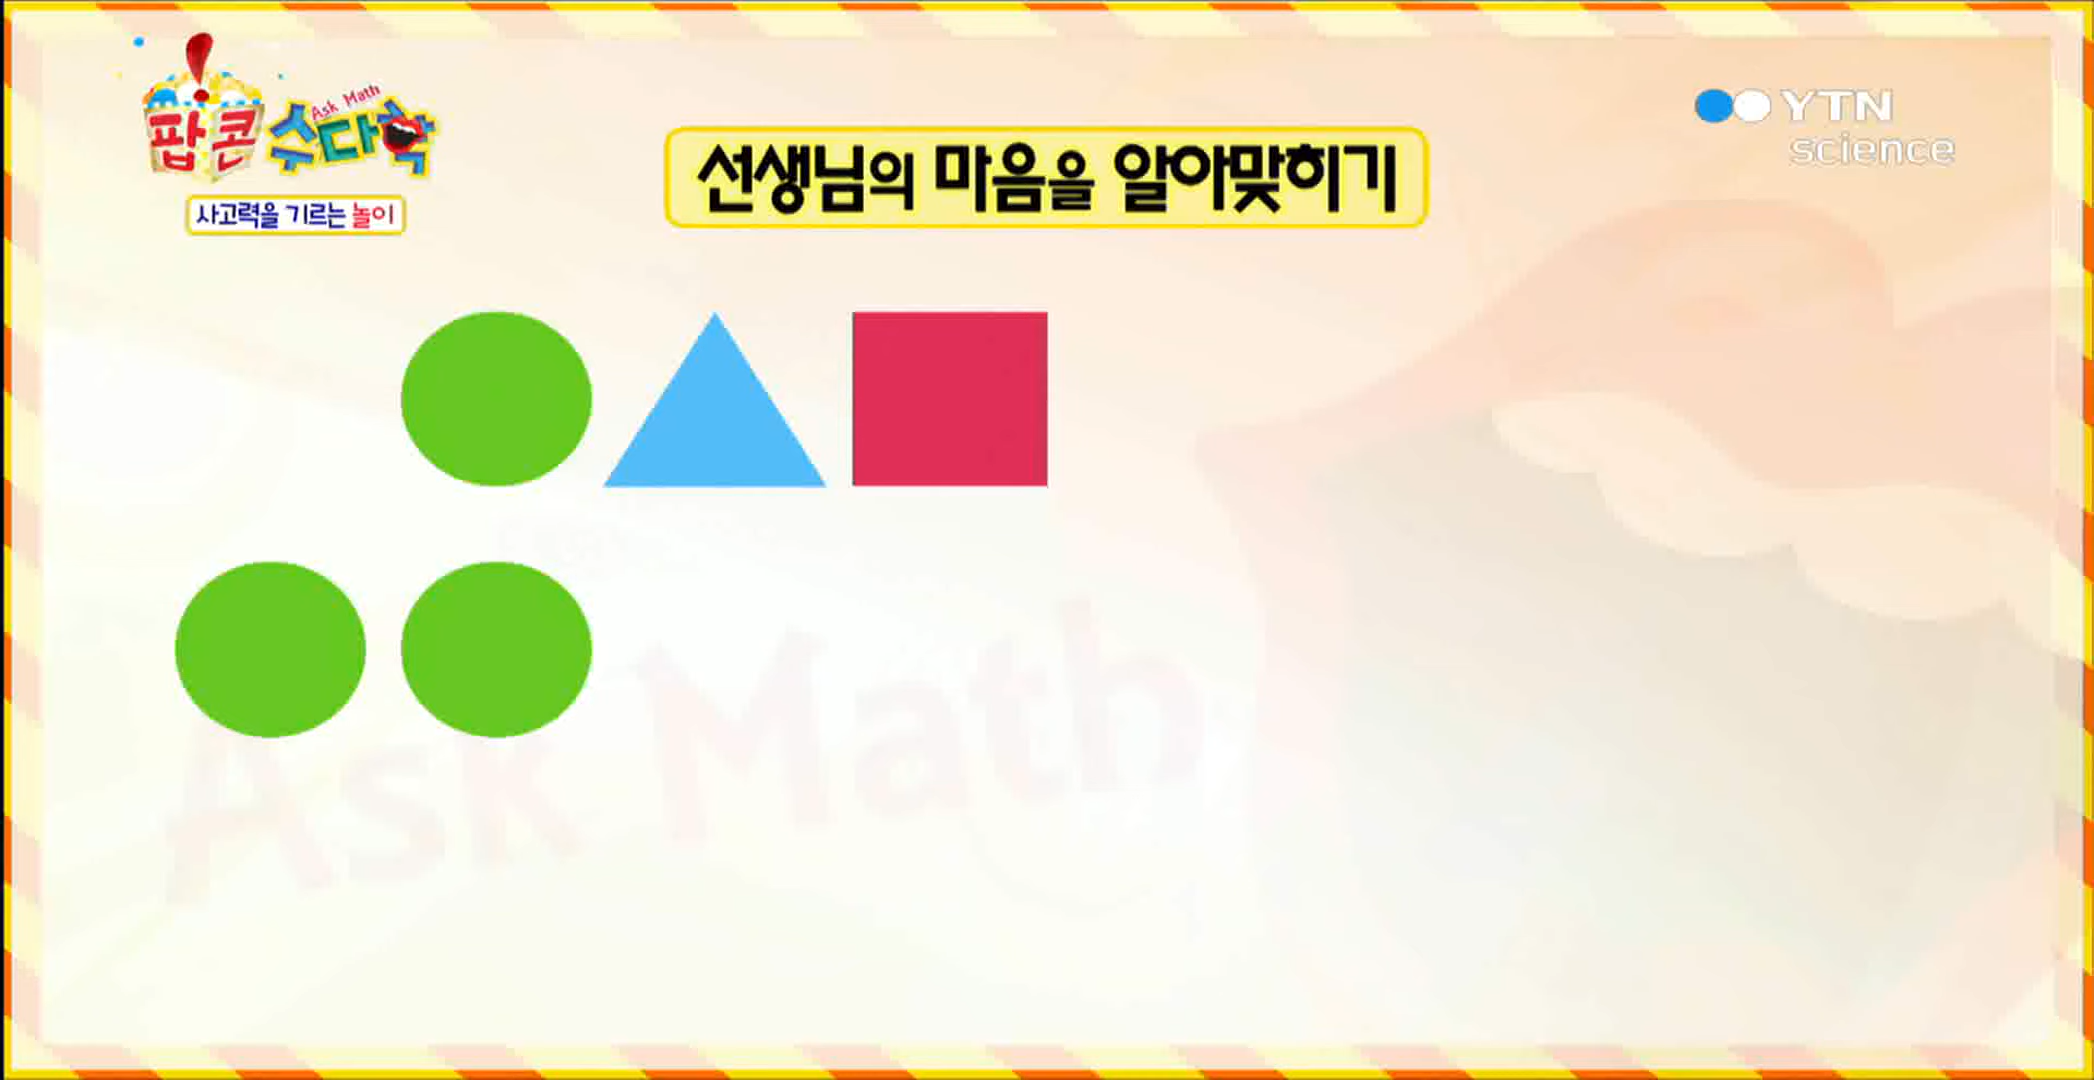 팝콘
Ask Math
수다학
사고력을 기르는 놀이
YTN
science
선생님의 마음을 알아맞히기
Ask Math